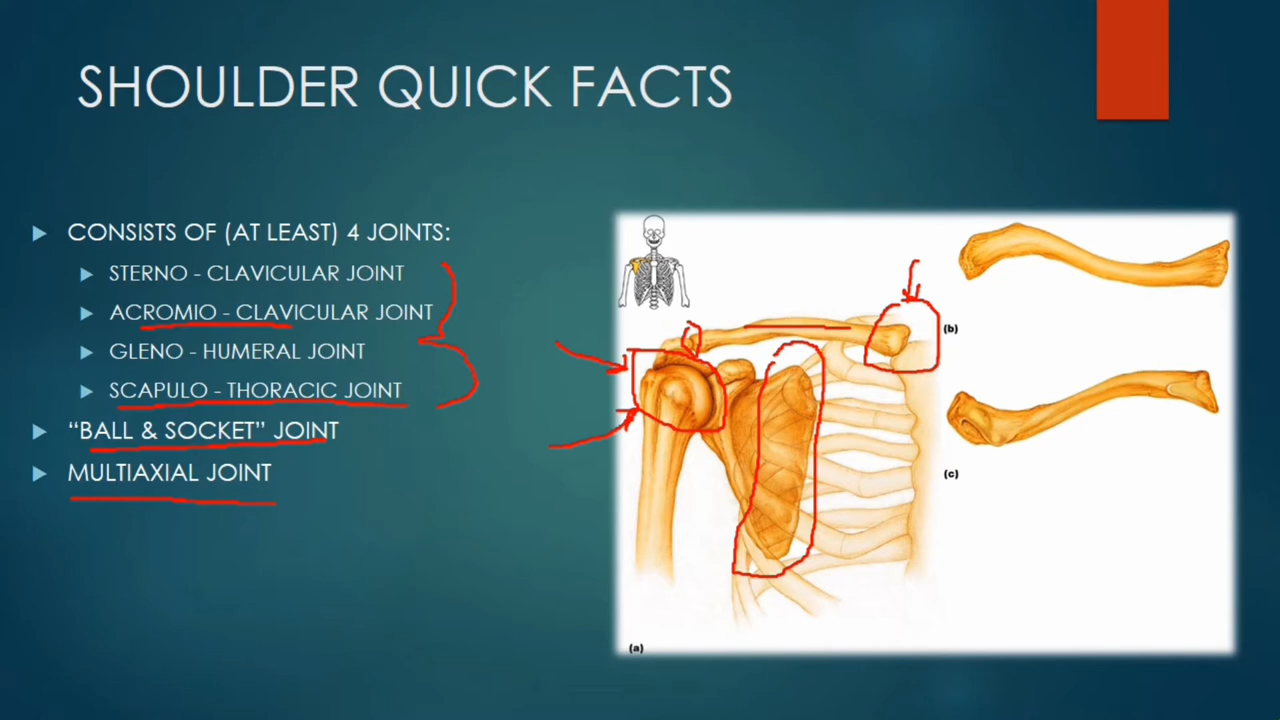 SHOULDER QUICK FACTS
CONSISTS OF (AT LEAST) 4 JOINTS:
STERNO - CLAVICULAR JOINT
ACROMIO - CLAVICULAR JOINT
GLENO - HUMERAL JOINT
SCAPULO - THORACIC JOINT
“BALL & SOCKET” JOINT
MULTIAXIAL JOINT
(b)
(c)
(a)